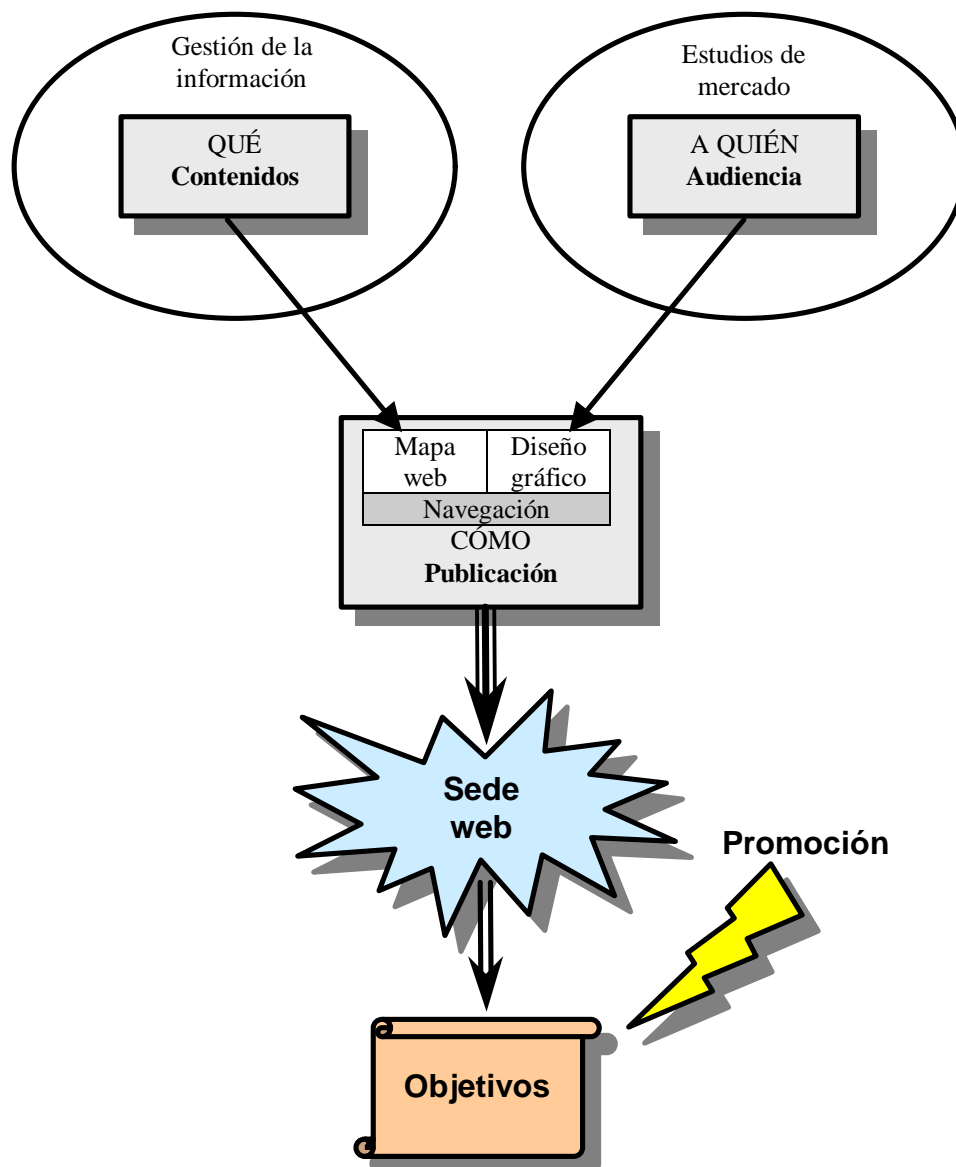 Gestión de la
información
QUÉ
Contenidos
Estudios de
mercado
A QUIÉN
Audiencia
Mapa
web
Diseño
gráfico
Navegación
CÓMO
Publicación
Sede
web
Promoción
Objetivos